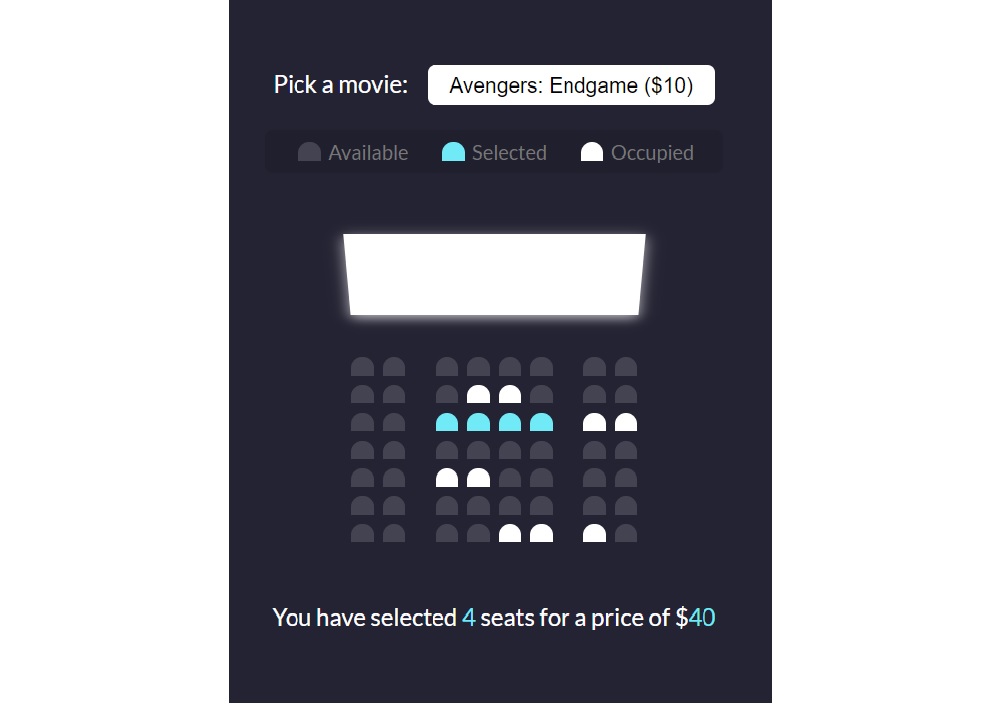 Pick a movie: Avengers: Endgame ($10)
Available Selected Occupied
You have selected 4 seats for a price of $40